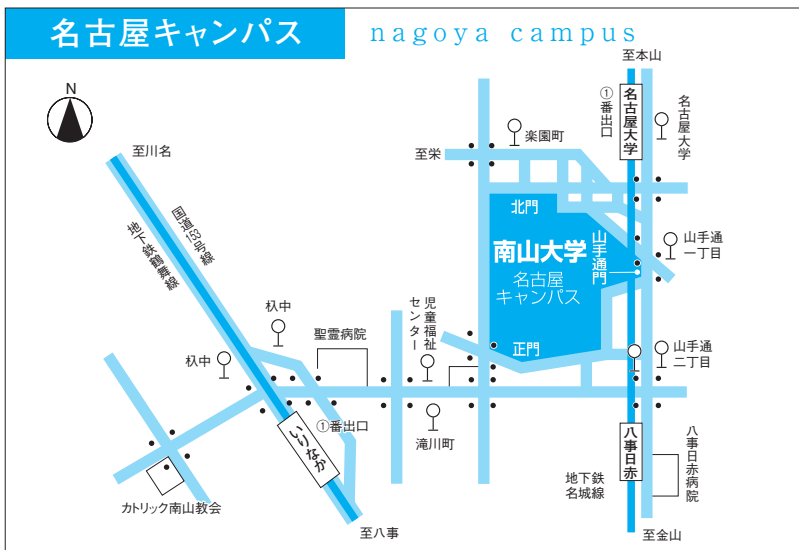 名古屋キャンパス
nagoya campus
N
至川名
国道153号線
地下鉄鶴舞線
杁中
杁中
聖霊病院
①番出口
いりなか
カトリック南山教会
至八事
児童福祉
センター
滝川町
至栄
楽園町
①番出口
名古屋大学
至本山
名古屋大学
北門
南山大学
名古屋
キャンパス
山手通門
正門
山手通
一丁目
山手通
二丁目
八事日赤
地下鉄
名城線
八事日赤病院
至金山